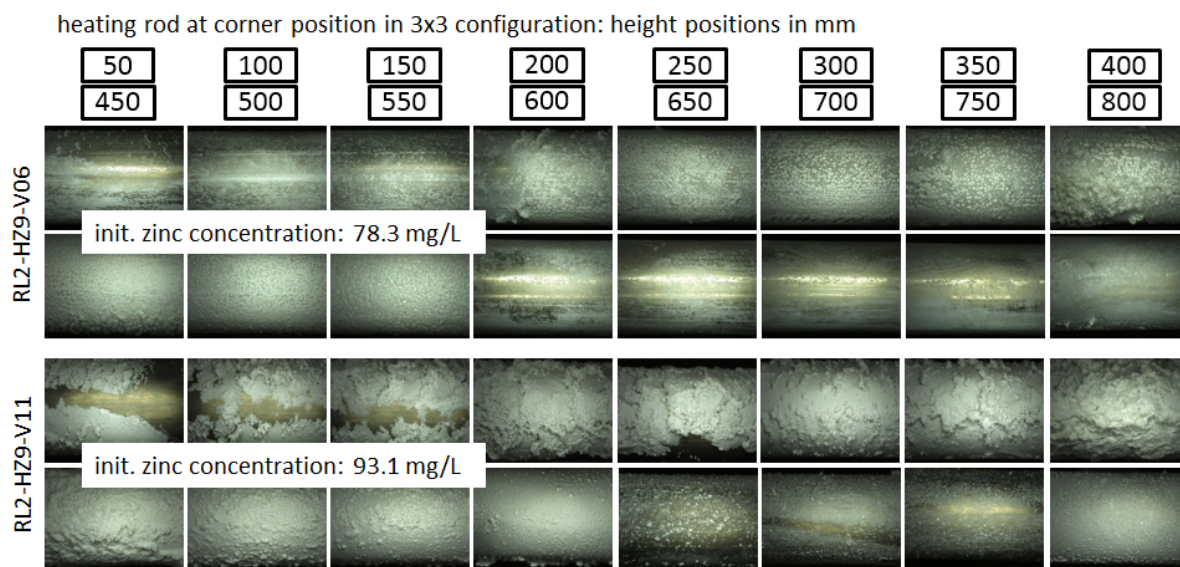 heating rod at corner position in 3x3 configuration: height positions in mm
50 100 150 200 250 300 350 400
450 500 550 600 650 700 750 800
RL2-HZ9-V06
init. zinc concentration: 78.3 mg/L
RL2-HZ9-V11
init. zinc concentration: 93.1 mg/L